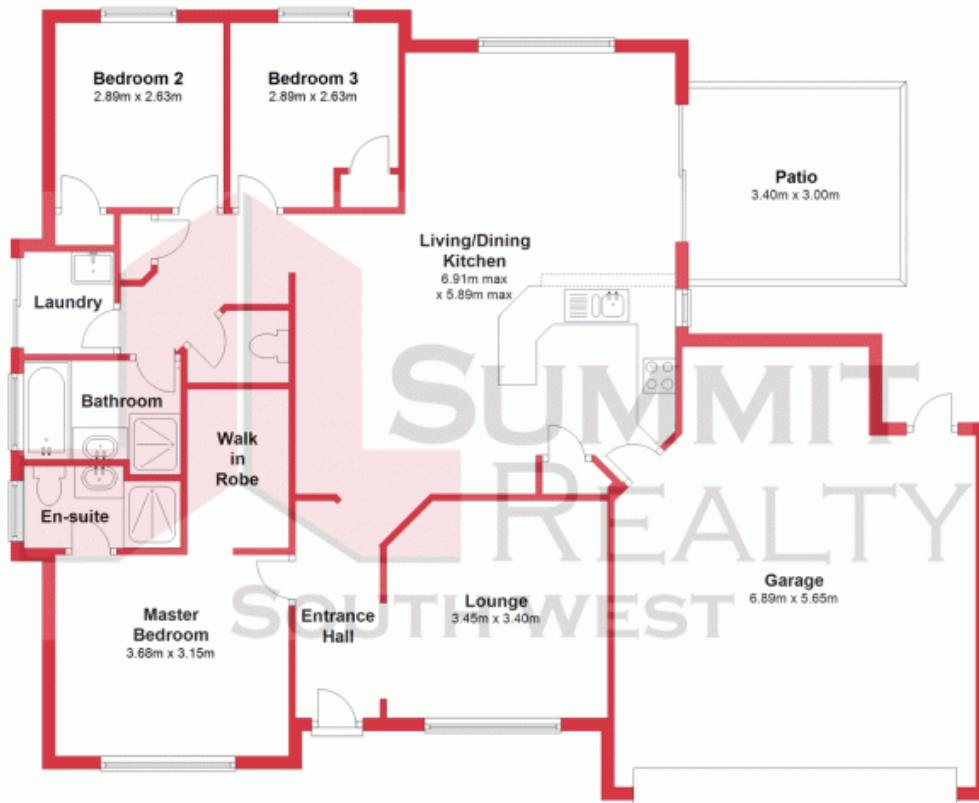 Bedroom 2
2.89m x 2.63m
Bedroom 3
2.89m x 2.63m
Patio
3.40m x 3.00m
Living/Dining
Kitchen
6.91m max
x 5.89m max
Laundry
Bathroom
Walk
in
Robe
En-suite
Master
Bedroom
3.68m x 3.15m
Entrance
Hall
Lounge
3.45m x 3.40m
Garage
6.89m x 5.65m
SUMMIT
REALTY
SOUTH WEST